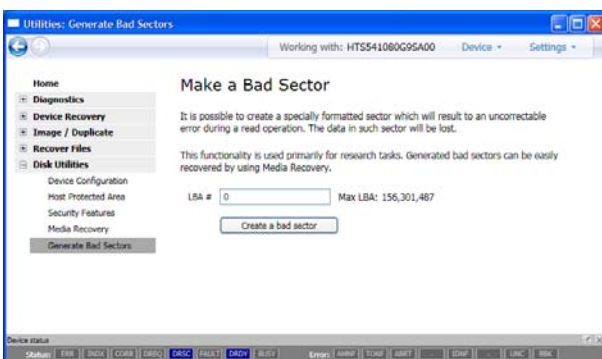 Utilities: Generate Bad Sectors
Working with: HTS541080G9SA00 Device Settings
Home
Diagnostics
Device Recovery
Image / Duplicate
Recover Files
Disk Utilities
Device Configuration
Host Protected Area
Security Features
Media Recovery
Generate Bad Sectors
Make a Bad Sector
It is possible to create a specially formatted sector which will result to an uncorrectable
error during a read operation. The data in such sector will be lost.
This functionality is used primarily for research tasks. Generated bad sectors can be easily
recovered by using Media Recovery.
LBA # 0 Max LBA: 156,301,487
Create a bad sector
Device status
Status: ERR INDX CORR DREQ DRSC FAULT DRDY BUSY Error: AMNF T0NF ABRT - IDNF - UNC BBK